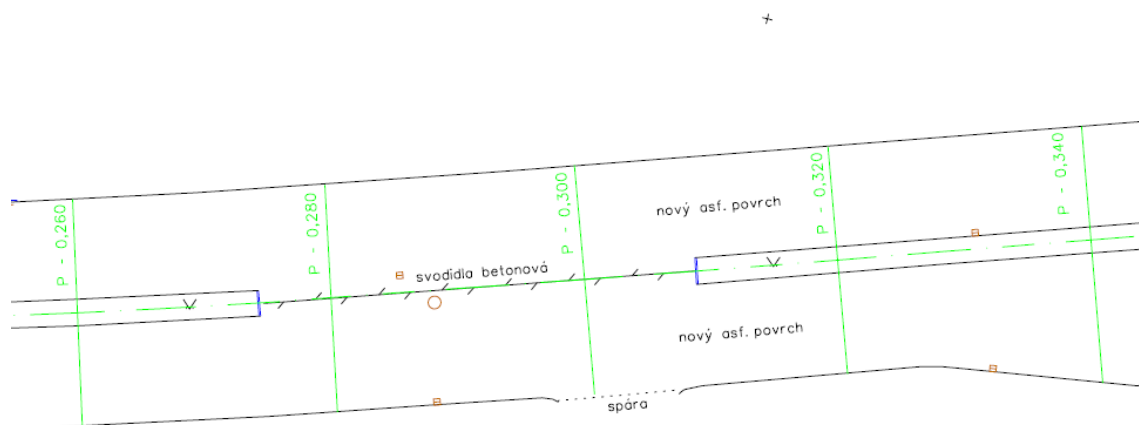 P - 0,260
P - 0,280
P - 0,300
P - 0,320
P - 0,340
nový asf. povrch
svodidla betonová
nový asf. povrch
spára